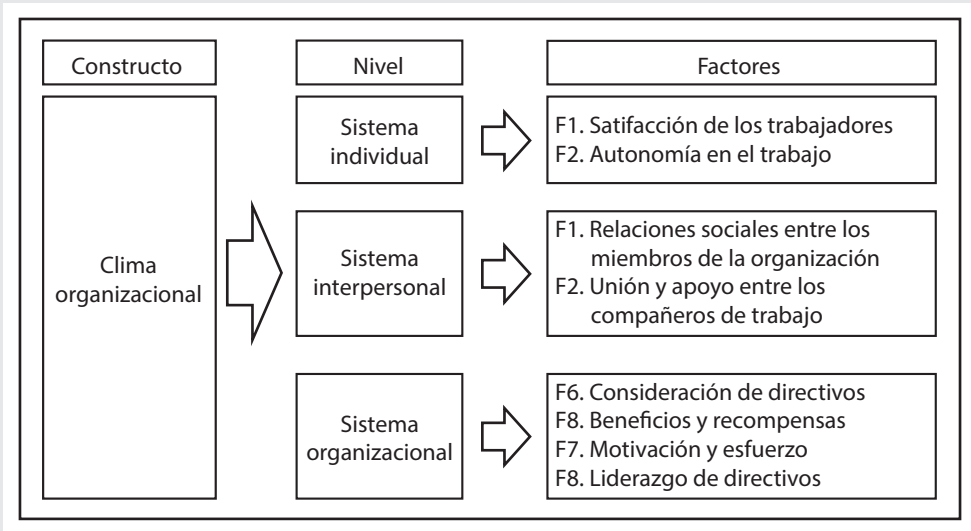 Constructo
Nivel
Factores
Clima
organizacional
Sistema
individual
F1. Satifacción de los trabajadores
F2. Autonomía en el trabajo
Sistema
interpersonal
F1. Relaciones sociales entre los
miembros de la organización
F2. Unión y apoyo entre los
compañeros de trabajo
Sistema
organizacional
F6. Consideración de directivos
F8. Beneficios y recompensas
F7. Motivación y esfuerzo
F8. Liderazgo de directivos